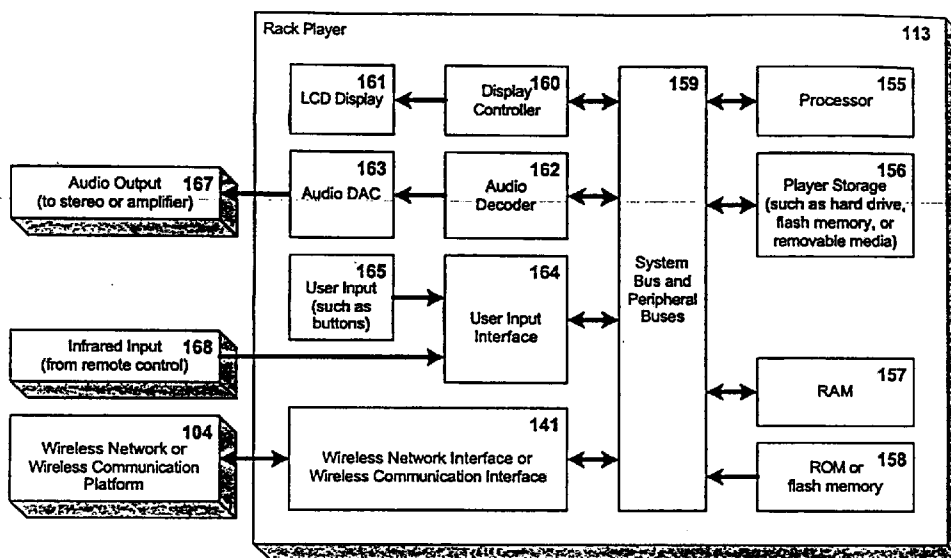 Rack Player
113
161
LCD Display
160
Display
Controller
159
System
Bus and
Peripheral
Buses
155
Processor
Audio Output
167
(to stereo or amplifier)
163
Audio DAC
162
Audio
Decoder
156
Player Storage
(such as hard drive,
flash memory, or
removable media)
165
User Input
(such as
buttons)
164
User Input
Interface
Infrared Input
168
(from remote control)
157
RAM
104
Wireless Network or
Wireless Communication
Platform
141
Wireless Network Interface or
Wireless Communication Interface
158
ROM or
flash memory